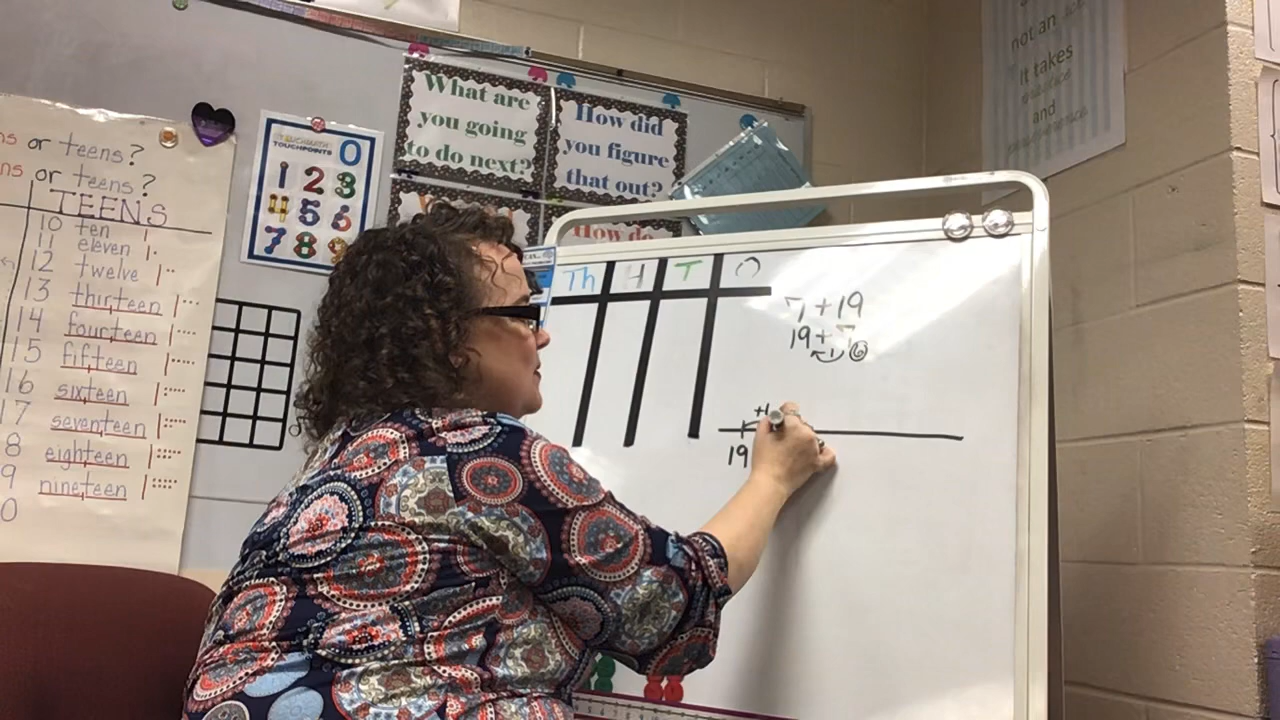 or teens?
or teens?
TEENS
10 ten
11 eleven
12 twelve
13 thirteen
14 fourteen
15 fifteen
16 sixteen
17 seventeen
8 eighteen
9 nineteen
0
TOUCHPOINTS
0
1 2 3
4 5 6
7 8 9
What are
you going
to do next?
How did
you figure
that out?
How do
not an
It takes
and
Th H T O
7 + 19
19 + 7
1 6
+1
19